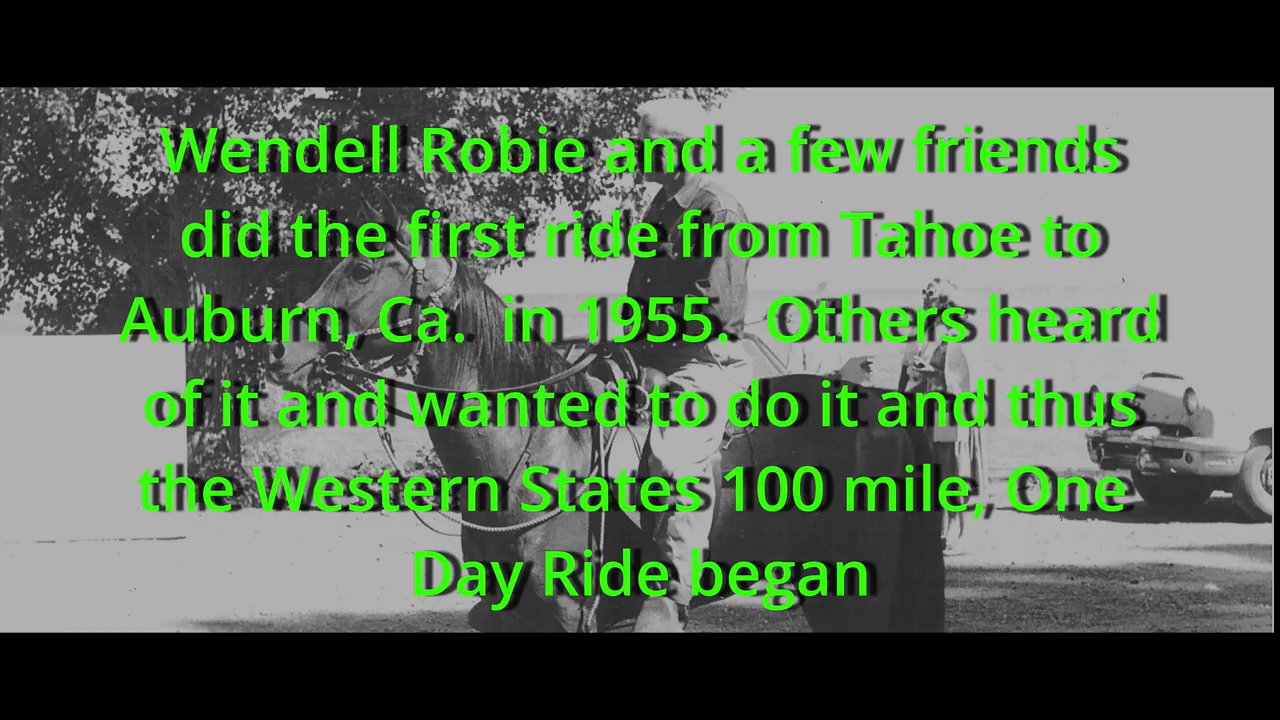 Wendell Robie and a few friends
did the first ride from Tahoe to
Auburn, Ca.  in 1955.  Others heard
of it and wanted to do it and thus
the Western States 100 mile, One
Day Ride began